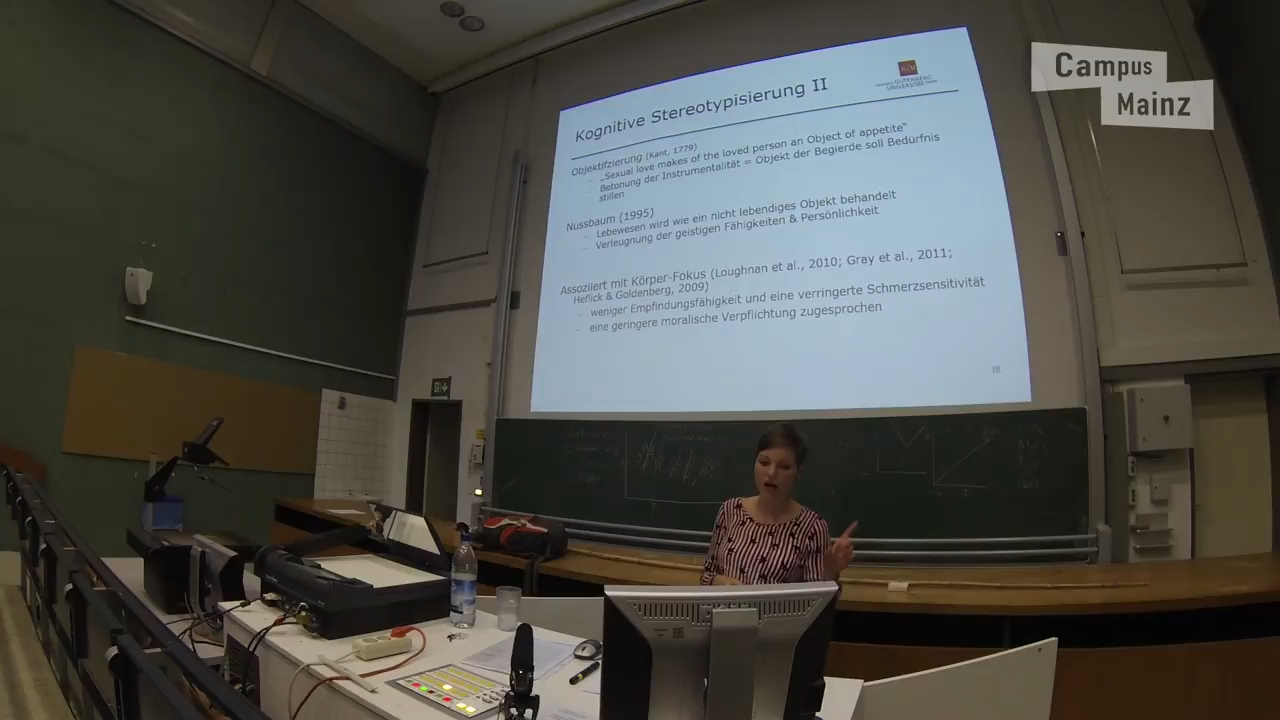 Campus
Mainz
Kognitive Stereotypisierung II
GUTENBERG
UNIVERSITÄT
Objektifzierung (Kant, 1779)
– „Sexual love makes of the loved person an Object of appetite“
– Betonung der Instrumentalität = Objekt der Begierde soll Bedürfnis
stillen
Nussbaum (1995)
– Lebewesen wird wie ein nicht lebendiges Objekt behandelt
– Verleugnung der geistigen Fähigkeiten & Persönlichkeit
Assoziiert mit Körper-Fokus (Loughnan et al., 2010; Gray et al., 2011;
Heflick & Goldenberg, 2009)
– weniger Empfindungsfähigkeit und eine verringerte Schmerzsensitivität
– eine geringere moralische Verpflichtung zugesprochen
38